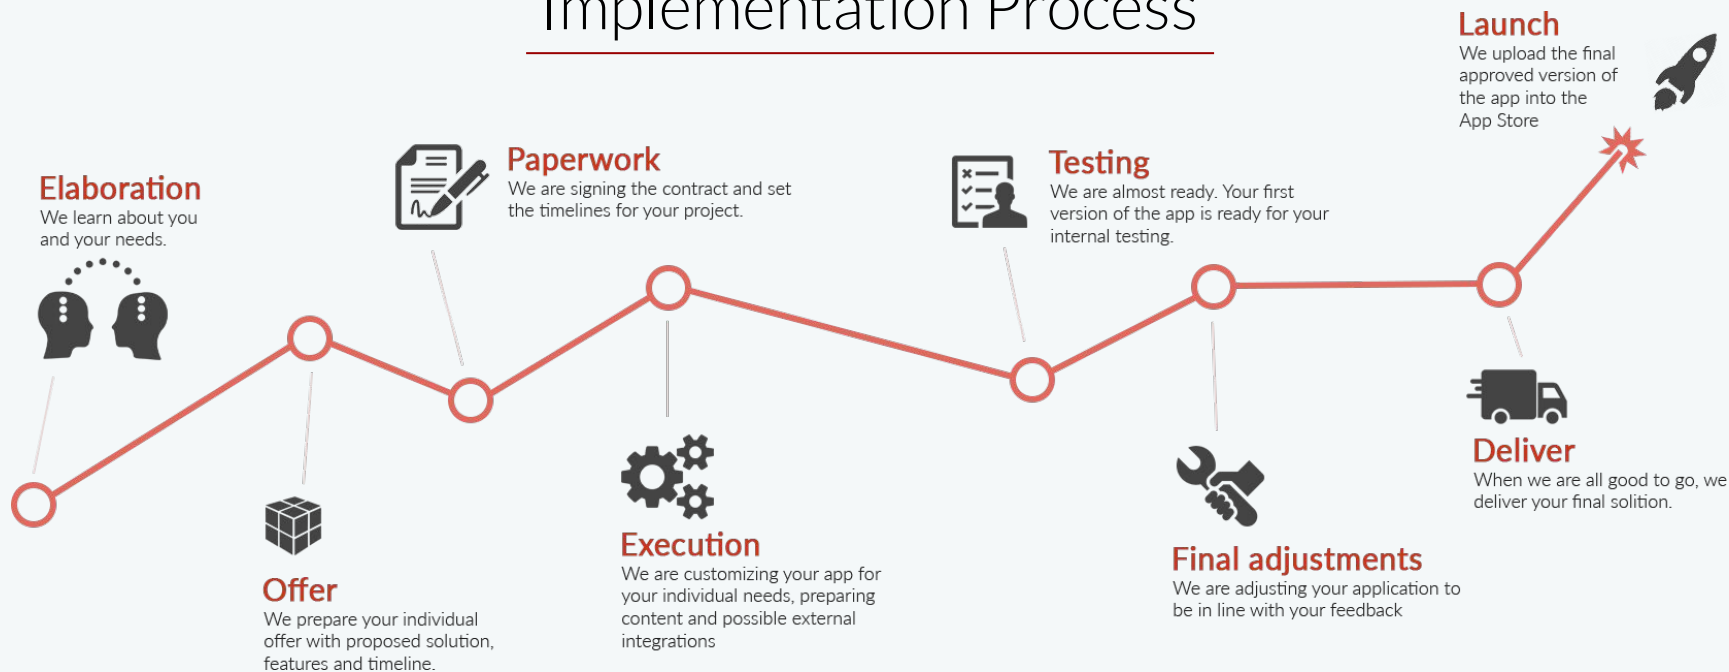 Implementation Process
Elaboration
We learn about you
and your needs.
Offer
We prepare your individual
offer with proposed solution,
features and timeline.
Paperwork
We are signing the contract and set
the timelines for your project.
Execution
We are customizing your app for
your individual needs, preparing
content and possible external
integrations
Testing
We are almost ready. Your first
version of the app is ready for your
internal testing.
Final adjustments
We are adjusting your application to
be in line with your feedback
Deliver
When we are all good to go, we
deliver your final solition.
Launch
We upload the final
approved version of
the app into the
App Store